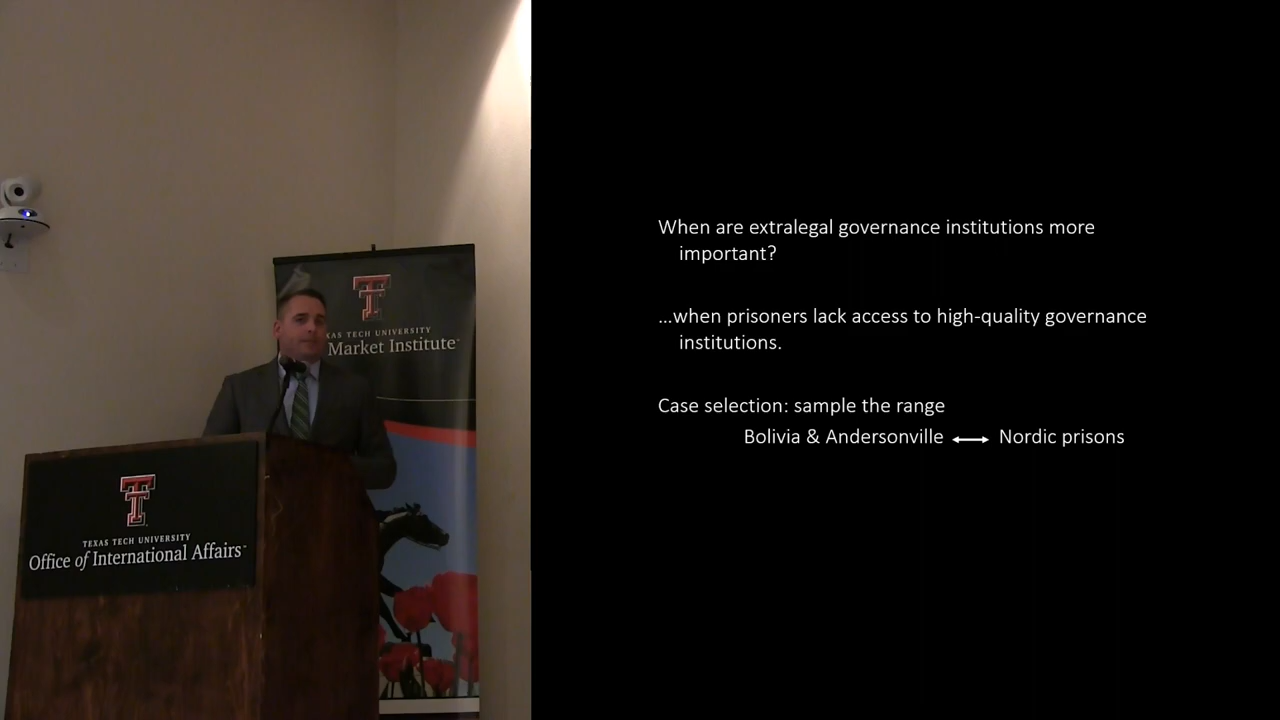 TEXAS TECH UNIVERSITY
Market Institute
TEXAS TECH UNIVERSITY
Office of International Affairs
When are extralegal governance institutions more
important?
...when prisoners lack access to high-quality governance
institutions.
Case selection: sample the range
Bolivia & Andersonville ⟷ Nordic prisons